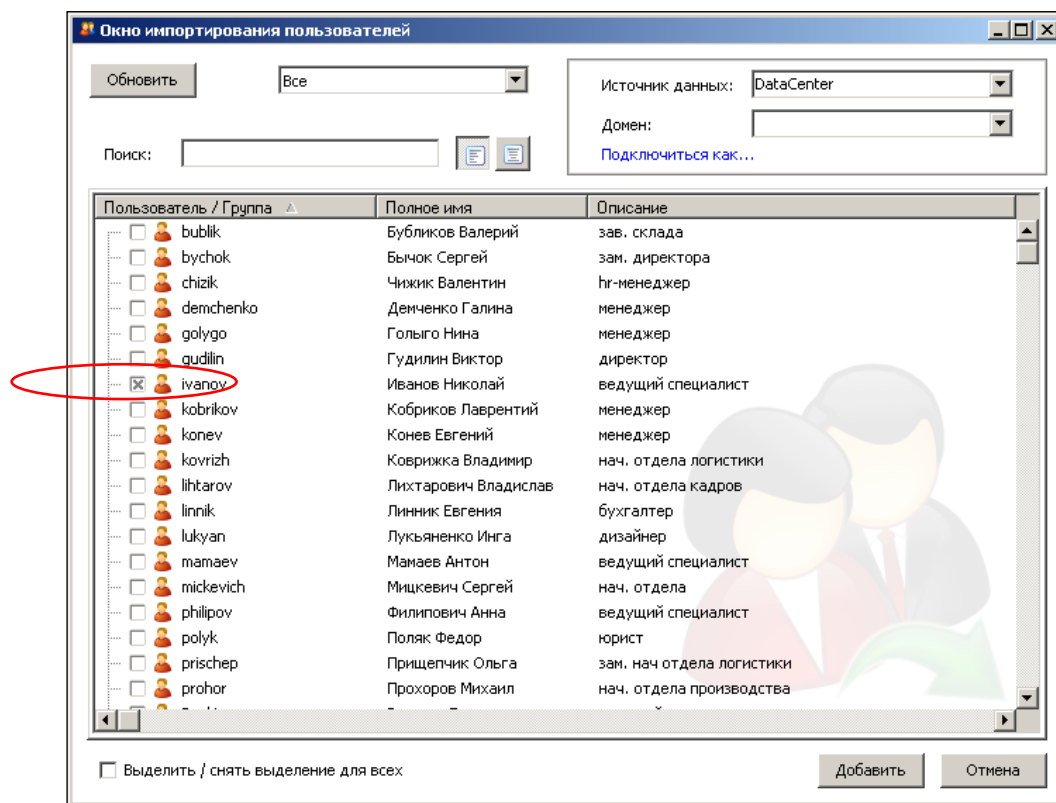 Окно импортирования пользователей
Обновить Все Источник данных: DataCenter
Домен:
Поиск: Подключиться как...
Пользователь / Группа Полное имя Описание
bublik Бубликов Валерий зав. склада
bychok Бычок Сергей зам. директора
chizik Чижик Валентин hr-менеджер
demchenko Демченко Галина менеджер
golygo Голыго Нина менеджер
gudilin Гудилин Виктор директор
ivanov Иванов Николай ведущий специалист
kobrikov Кобриков Лаврентий менеджер
konev Конев Евгений менеджер
kovrizh Коврижка Владимир нач. отдела логистики
lihtarov Лихтарович Владислав нач. отдела кадров
linnik Линник Евгения бухгалтер
lukyan Лукьяненко Инга дизайнер
mamaev Мамаев Антон ведущий специалист
mickevich Мицкевич Сергей нач. отдела
philipov Филипович Анна ведущий специалист
polyk Поляк Федор юрист
prischep Прищепчик Ольга зам. нач отдела логистики
prohor Прохоров Михаил нач. отдела производства
Выделить / снять выделение для всех Добавить Отмена